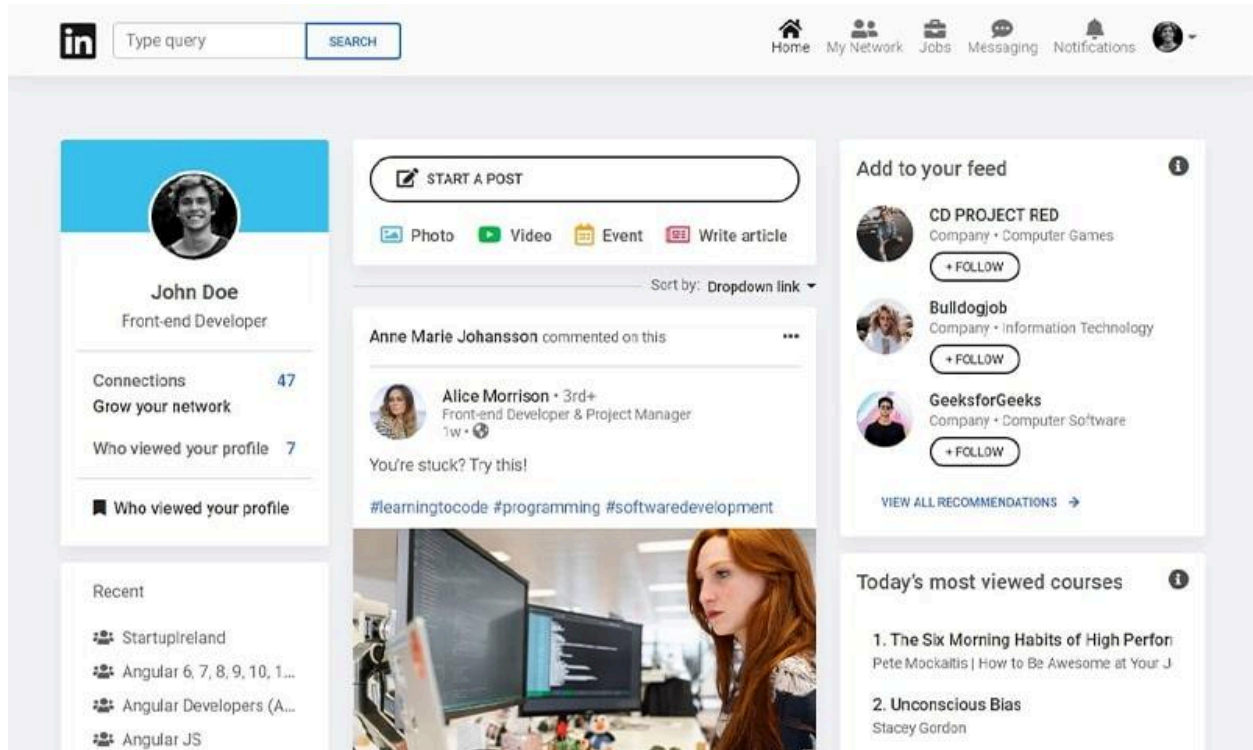 in
Type query
SEARCH
Home
My Network
Jobs
Messaging
Notifications
John Doe
Front-end Developer
Connections 47
Grow your network
Who viewed your profile 7
Who viewed your profile
Recent
StartupIreland
Angular 6, 7, 8, 9, 10, 1...
Angular Developers (A...
Angular JS
START A POST
Photo
Video
Event
Write article
Sort by: Dropdown link
Anne Marie Johansson commented on this
Alice Morrison • 3rd+
Front-end Developer & Project Manager
1w •
You're stuck? Try this!
#learningtocode #programming #softwaredevelopment
Add to your feed
CD PROJECT RED
Company • Computer Games
+ FOLLOW
Bulldogjob
Company • Information Technology
+ FOLLOW
GeeksforGeeks
Company • Computer Software
+ FOLLOW
VIEW ALL RECOMMENDATIONS
Today's most viewed courses
1. The Six Morning Habits of High Perfor
Pete Mockaitis | How to Be Awesome at Your J
2. Unconscious Bias
Stacey Gordon